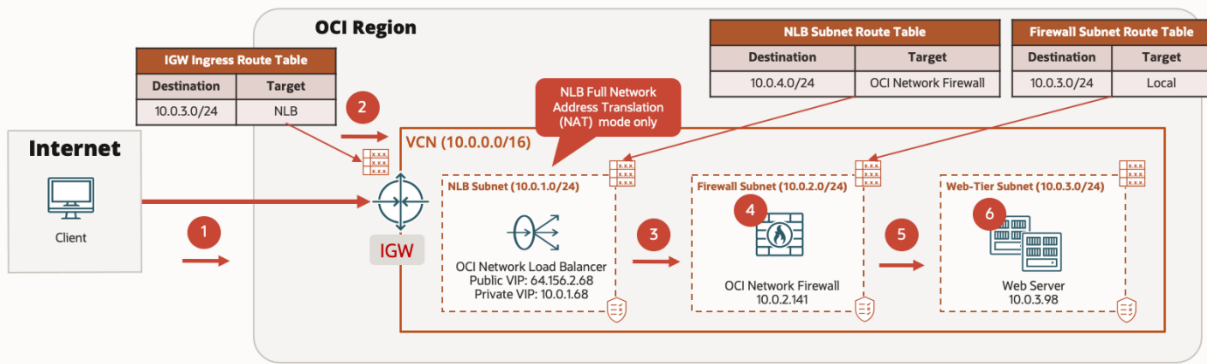 OCI Region
IGW Ingress Route Table
Destination Target
10.0.3.0/24 NLB
NLB Subnet Route Table
Destination Target
10.0.4.0/24 OCI Network Firewall
Firewall Subnet Route Table
Destination Target
10.0.3.0/24 Local
2
NLB Full Network
Address Translation
(NAT) mode only
Internet
Client
1
VCN (10.0.0.0/16)
IGW
NLB Subnet (10.0.1.0/24)
OCI Network Load Balancer
Public VIP: 64.156.2.68
Private VIP: 10.0.1.68
3
Firewall Subnet (10.0.2.0/24)
4
OCI Network Firewall
10.0.2.141
5
Web-Tier Subnet (10.0.3.0/24)
6
Web Server
10.0.3.98